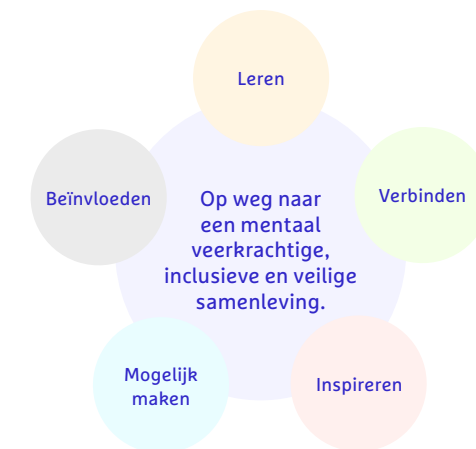 Leren
Verbinden
Inspireren
Mogelijk
maken
Beïnvloeden
Op weg naar
een mentaal
veerkrachtige,
inclusieve en veilige
samenleving.